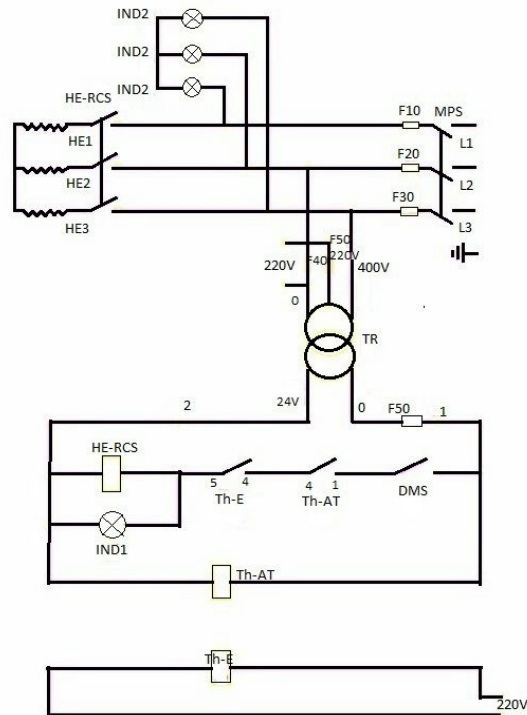 IND2
IND2
IND2
HE-RCS
F10
MPS
HE1
L1
F20
HE2
L2
F30
HE3
L3
F50
220V
F40
220V
400V
0
TR
2
24V
0
F50
1
HE-RCS
5
4
4
1
Th-E
Th-AT
DMS
IND1
Th-AT
Th-E
220V